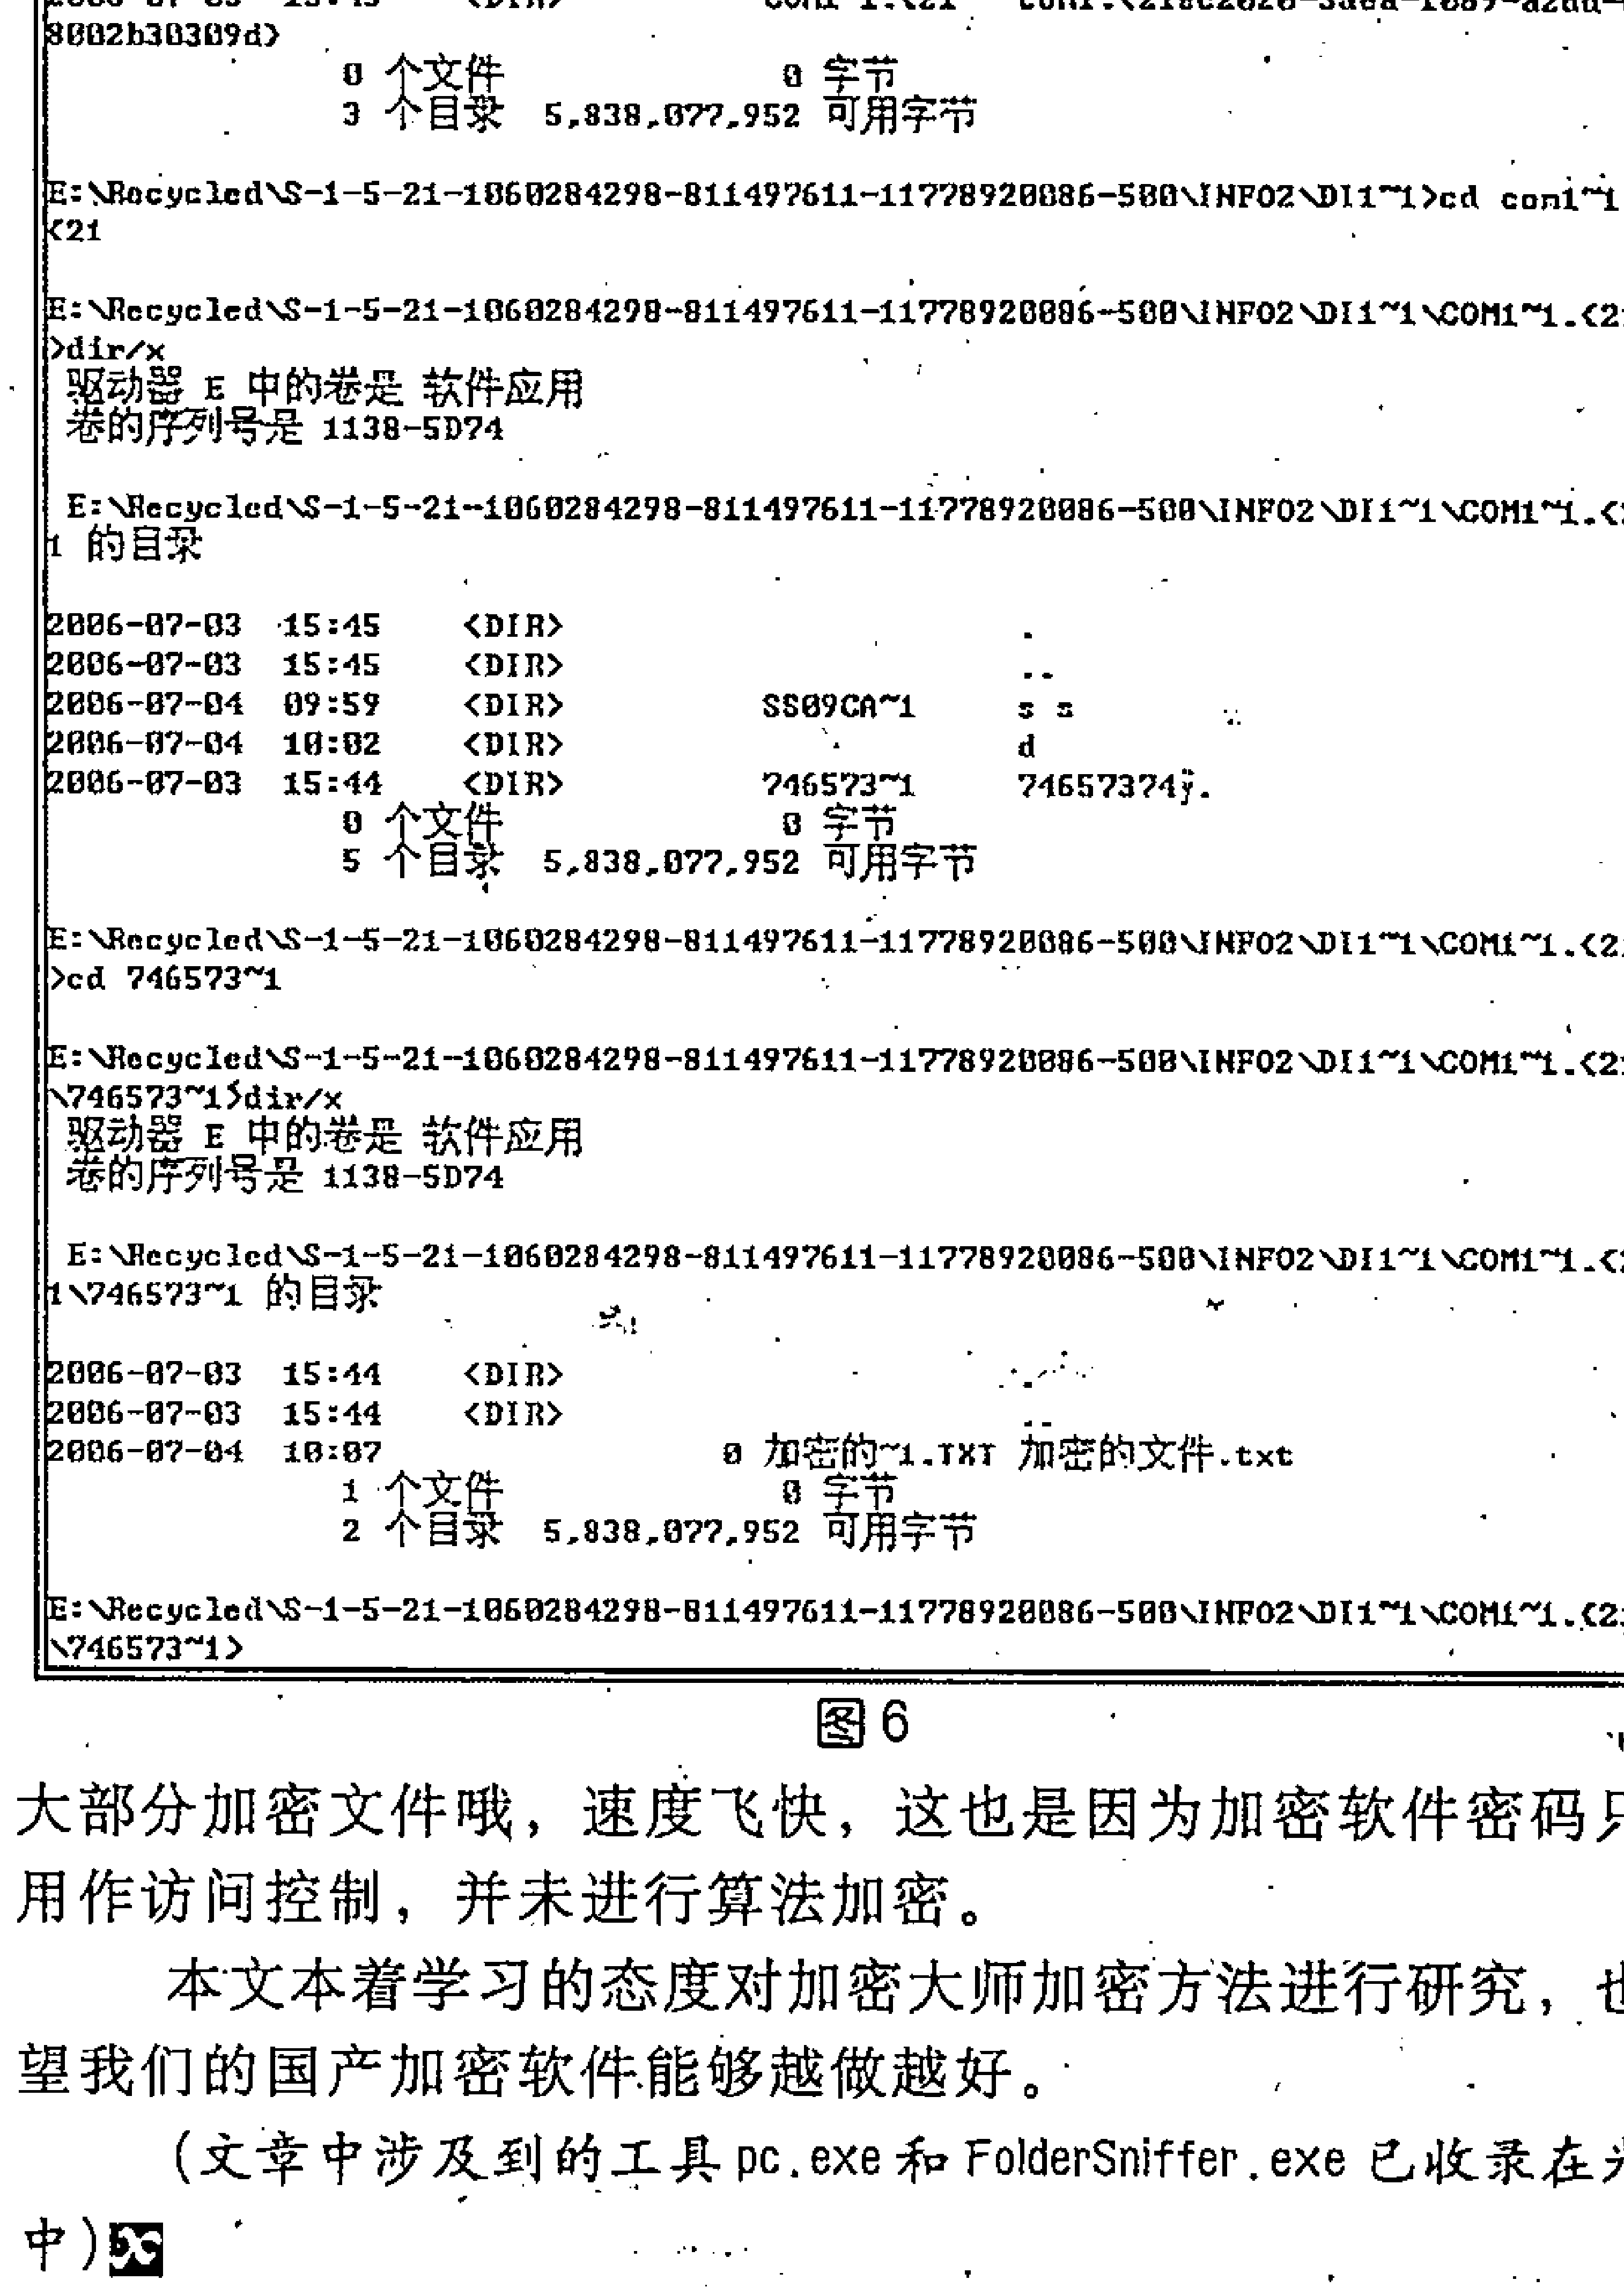 8002b30309d}
0 个文件 0 字节
3 个目录 5,838,077,952 可用字节
E:\Recycled\S-1-5-21-1060284298-811497611-11778920086-500\INFO2\DI1~1>cd com1~1
{21
E:\Recycled\S-1-5-21-1060284298-811497611-11778920086-500\INFO2\DI1~1\COM1~1.{21
>dir/x
驱动器 E 中的卷是 软件应用
卷的序列号是 1138-5D74
E:\Recycled\S-1-5-21-1060284298-811497611-11778920086-500\INFO2\DI1~1\COM1~1.{2
1 的目录
2006-07-03 15:45 <DIR> .
2006-07-03 15:45 <DIR> ..
2006-07-04 09:59 <DIR> SS09CA~1 s s
2006-07-04 10:02 <DIR> d
2006-07-03 15:44 <DIR> 746573~1 74657374ÿ.
0 个文件 0 字节
5 个目录 5,838,077,952 可用字节
E:\Recycled\S-1-5-21-1060284298-811497611-11778920086-500\INFO2\DI1~1\COM1~1.{21
>cd 746573~1
E:\Recycled\S-1-5-21-1060284298-811497611-11778920086-500\INFO2\DI1~1\COM1~1.{21
\746573~1>dir/x
驱动器 E 中的卷是 软件应用
卷的序列号是 1138-5D74
E:\Recycled\S-1-5-21-1060284298-811497611-11778920086-500\INFO2\DI1~1\COM1~1.{2
1\746573~1 的目录
2006-07-03 15:44 <DIR> .
2006-07-03 15:44 <DIR> ..
2006-07-04 10:07 0 加密的~1.TXT 加密的文件.txt
1 个文件 0 字节
2 个目录 5,838,077,952 可用字节
E:\Recycled\S-1-5-21-1060284298-811497611-11778920086-500\INFO2\DI1~1\COM1~1.{21
\746573~1>
图 6
大部分加密文件哦，速度飞快，这也是因为加密软件密码只
用作访问控制，并未进行算法加密。
本文本着学习的态度对加密大师加密方法进行研究，也
望我们的国产加密软件能够越做越好。
(文章中涉及到的工具 pc.exe 和 FolderSniffer.exe 已收录在光
中)